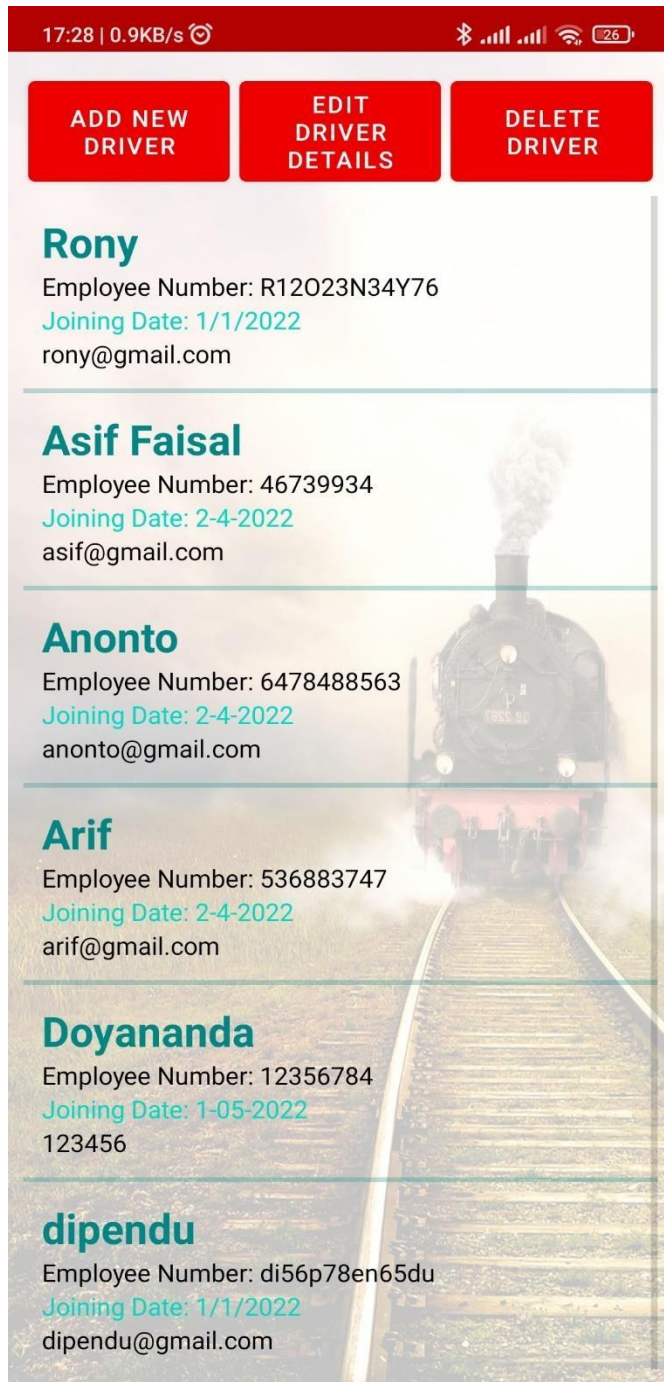 17:28 | 0.9KB/s
26
ADD NEW
DRIVER
EDIT
DRIVER
DETAILS
DELETE
DRIVER
Rony
Employee Number: R12O23N34Y76
Joining Date: 1/1/2022
rony@gmail.com
Asif Faisal
Employee Number: 46739934
Joining Date: 2-4-2022
asif@gmail.com
Anonto
Employee Number: 6478488563
Joining Date: 2-4-2022
anonto@gmail.com
Arif
Employee Number: 536883747
Joining Date: 2-4-2022
arif@gmail.com
Doyananda
Employee Number: 12356784
Joining Date: 1-05-2022
123456
dipendu
Employee Number: di56p78en65du
Joining Date: 1/1/2022
dipendu@gmail.com